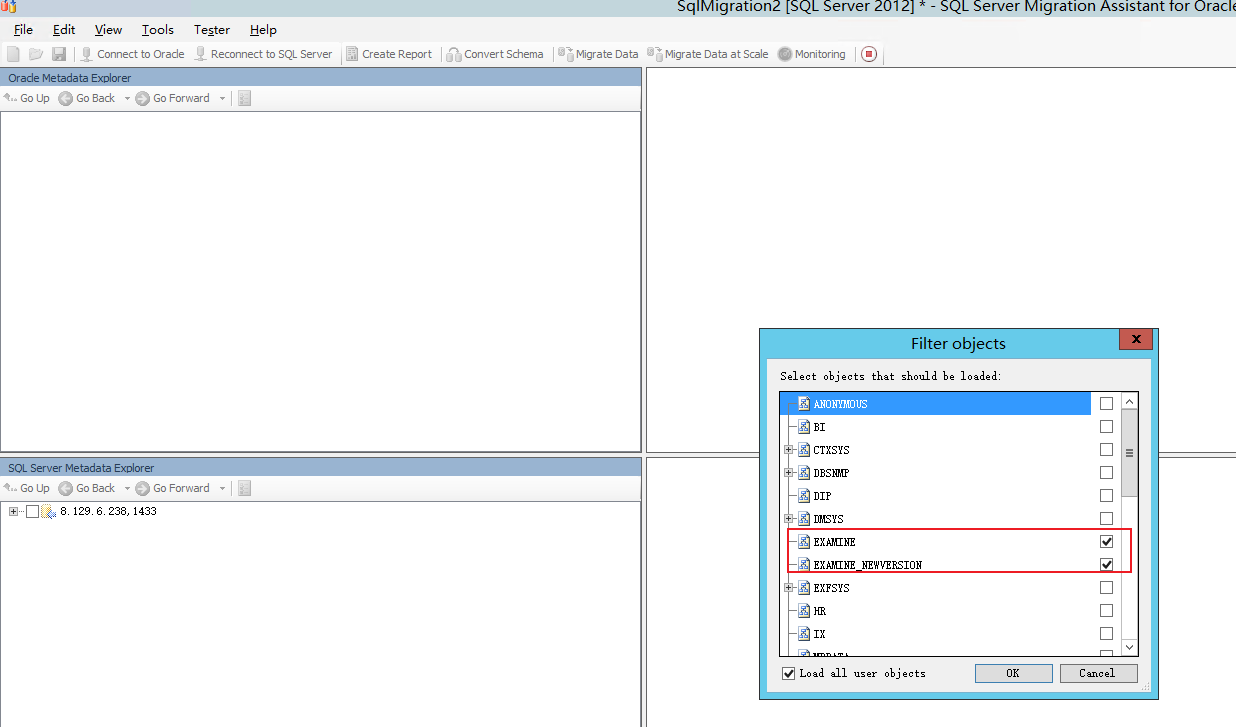 SqlMigration2 [SQL Server 2012] * - SQL Server Migration Assistant for Oracle
File Edit View Tools Tester Help
Connect to Oracle Reconnect to SQL Server Create Report Convert Schema Migrate Data Migrate Data at Scale Monitoring
Oracle Metadata Explorer
Go Up Go Back Go Forward
Filter objects
Select objects that should be loaded:
ANONYMOUS
BI
CTXSYS
DBSNMP
DIP
DMSYS
EXAMINE
EXAMINE_NEWVERSION
EXFSYS
HR
IX
Load all user objects OK Cancel
SQL Server Metadata Explorer
Go Up Go Back Go Forward
8.129.6.238,1433